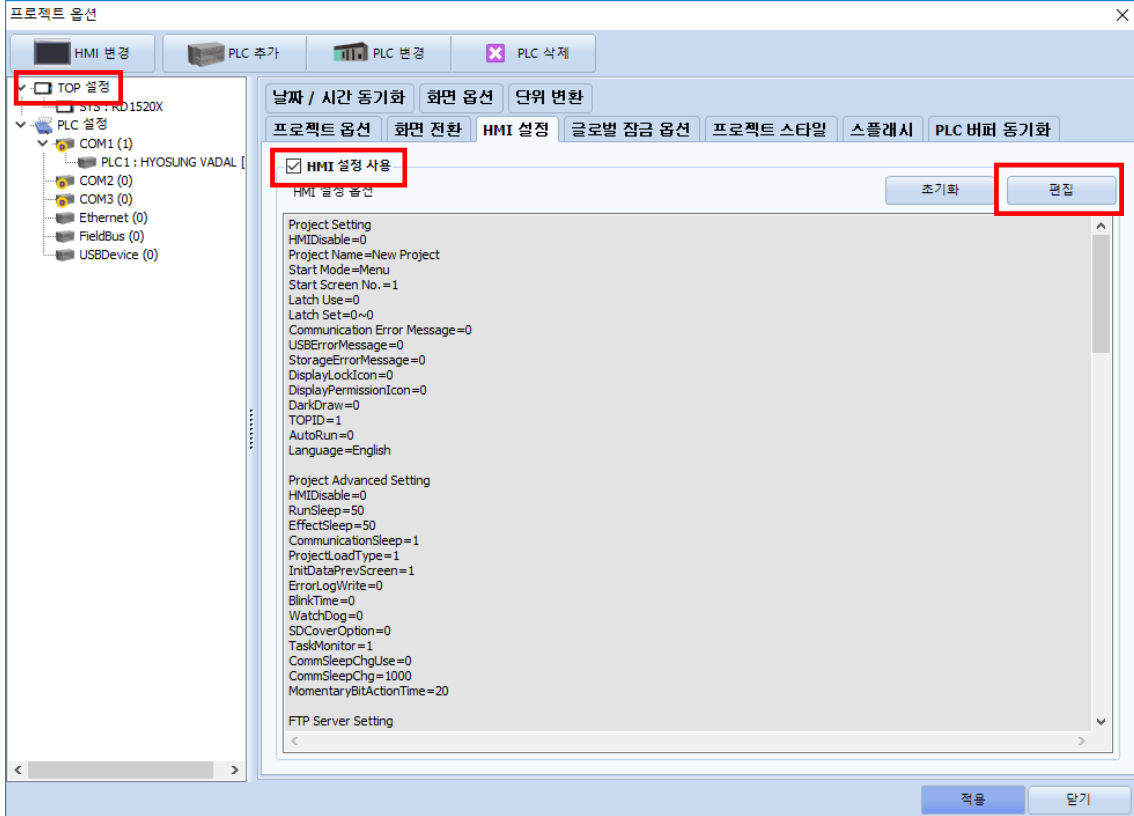 프로젝트 옵션
HMI 변경
PLC 추가
PLC 변경
PLC 삭제
TOP 설정
SYS : RD1520X
PLC 설정
COM1 (1)
PLC1 : HYOSUNG VADAL [
COM2 (0)
COM3 (0)
Ethernet (0)
FieldBus (0)
USBDevice (0)
날짜 / 시간 동기화
화면 옵션
단위 변환
프로젝트 옵션
화면 전환
HMI 설정
글로벌 잠금 옵션
프로젝트 스타일
스플래시
PLC 버퍼 동기화
HMI 설정 사용
HMI 설정 옵션
초기화
편집
Project Setting
HMIDisable=0
Project Name=New Project
Start Mode=Menu
Start Screen No.=1
Latch Use=0
Latch Set=0~0
Communication Error Message=0
USBErrorMessage=0
StorageErrorMessage=0
DisplayLockIcon=0
DisplayPermissionIcon=0
DarkDraw=0
TOPID=1
AutoRun=0
Language=English
Project Advanced Setting
HMIDisable=0
RunSleep=50
EffectSleep=50
CommunicationSleep=1
ProjectLoadType=1
InitDataPrevScreen=1
ErrorLogWrite=0
BlinkTime=0
WatchDog=0
SDCoverOption=0
TaskMonitor=1
CommSleepChgUse=0
CommSleepChg=1000
MomentaryBitActionTime=20
FTP Server Setting
적용
닫기